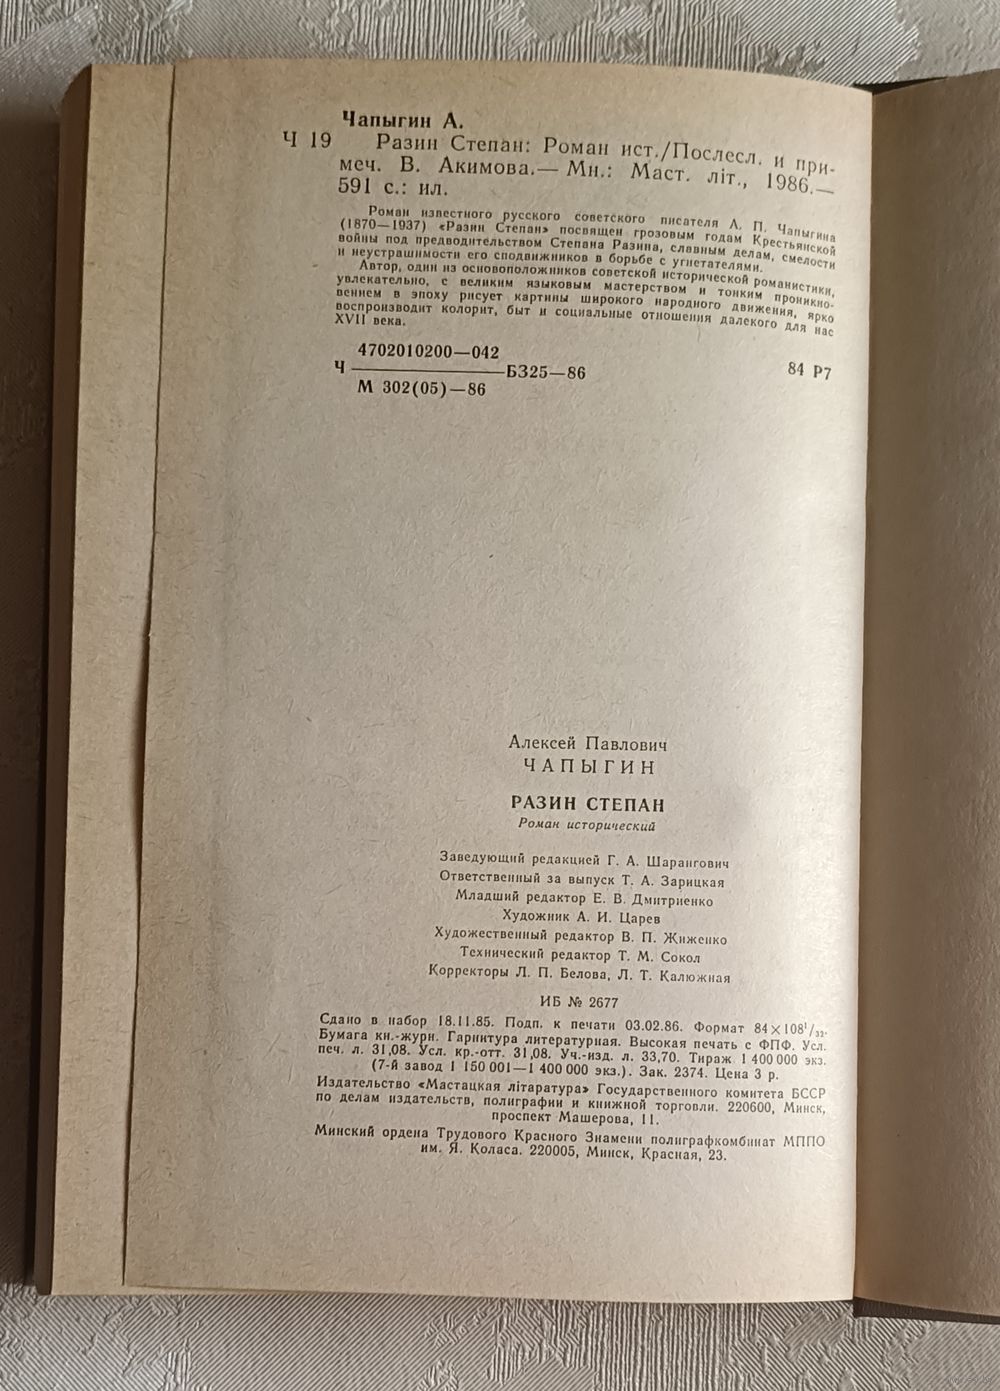 Чапыгин А.
Ч 19 Разин Степан: Роман ист./Послесл. и при-
меч. В. Акимова.— Мн.: Маст. літ., 1986.—
591 с.: ил.
Роман известного русского советского писателя А. П. Чапыгина
(1870—1937) «Разин Степан» посвящен грозовым годам Крестьянской
войны под предводительством Степана Разина, славным делам, смелости
и неустрашимости его сподвижников в борьбе с угнетателями.
Автор, один из основоположников советской исторической романистики,
увлекательно, с великим языковым мастерством и тонким проникно-
вением в эпоху рисует картины широкого народного движения, ярко
воспроизводит колорит, быт и социальные отношения далекого для нас
XVII века.
4702010200—042
Ч БЗ25—86 84 Р7
М 302(05)—86
Алексей Павлович
ЧАПЫГИН
РАЗИН СТЕПАН
Роман исторический
Заведующий редакцией Г. А. Шарангович
Ответственный за выпуск Т. А. Зарицкая
Младший редактор Е. В. Дмитриенко
Художник А. И. Царев
Художественный редактор В. П. Жиженко
Технический редактор Т. М. Сокол
Корректоры Л. П. Белова, Л. Т. Калюжная
ИБ № 2677
Сдано в набор 18.11.85. Подп. к печати 03.02.86. Формат 84×108¹/₃₂.
Бумага кн.-журн. Гарнитура литературная. Высокая печать с ФПФ. Усл.
печ. л. 31,08. Усл. кр.-отт. 31,08. Уч.-изд. л. 33,70. Тираж 1 400 000 экз.
(7-й завод 1 150 001—1 400 000 экз.). Зак. 2374. Цена 3 р.
Издательство «Мастацкая літаратура» Государственного комитета БССР
по делам издательств, полиграфии и книжной торговли. 220600, Минск,
проспект Машерова, 11.
Минский ордена Трудового Красного Знамени полиграфкомбинат МППО
им. Я. Коласа. 220005, Минск, Красная, 23.